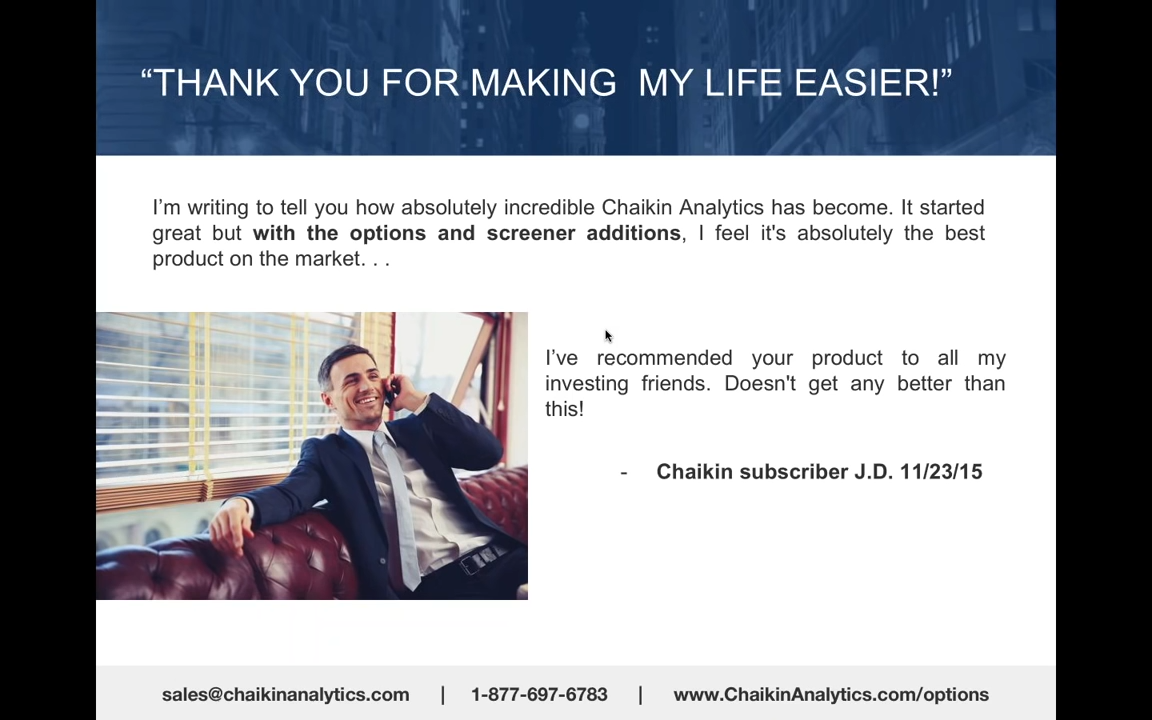 “THANK YOU FOR MAKING  MY LIFE EASIER!”
I’m writing to tell you how absolutely incredible Chaikin Analytics has become. It started
great but with the options and screener additions, I feel it's absolutely the best
product on the market. . .
I’ve recommended your product to all my
investing friends. Doesn't get any better than
this!
- Chaikin subscriber J.D. 11/23/15
sales@chaikinanalytics.com | 1-877-697-6783 | www.ChaikinAnalytics.com/options